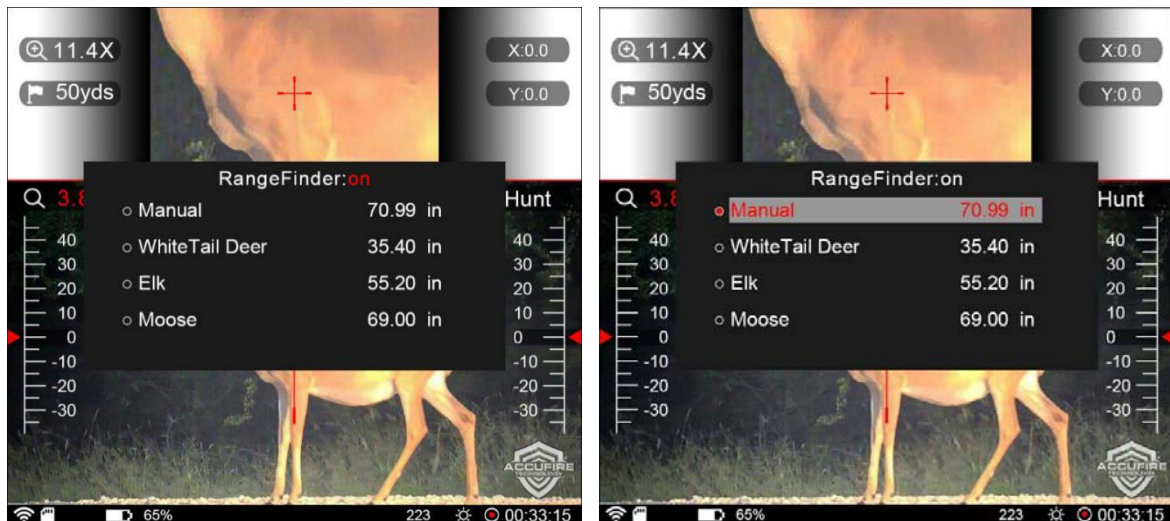 11.4X
X:0.0
50yds
Y:0.0
RangeFinder:on
3.8
Hunt
Manual 70.99 in
WhiteTail Deer 35.40 in
Elk 55.20 in
Moose 69.00 in
40
30
20
10
0
-10
-20
-30
40
30
20
10
0
-10
-20
-30
ACCUFIRE
TECHNOLOGY
65% 223 00:33:15
11.4X
X:0.0
50yds
Y:0.0
RangeFinder:on
3.8
Hunt
Manual 70.99 in
WhiteTail Deer 35.40 in
Elk 55.20 in
Moose 69.00 in
40
30
20
10
0
-10
-20
-30
40
30
20
10
0
-10
-20
-30
ACCUFIRE
TECHNOLOGY
65% 223 00:33:15